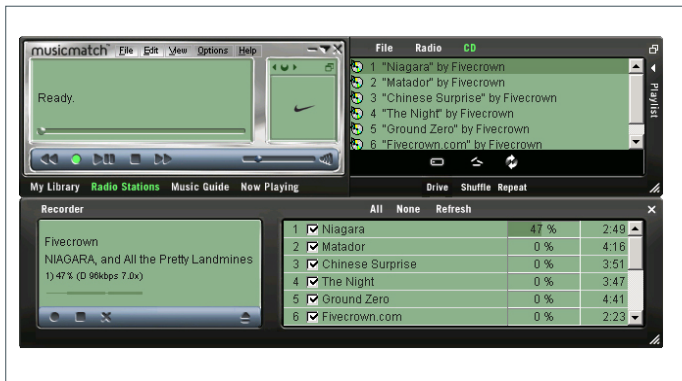 musicmatch File Edit View Options Help
Ready.
My Library Radio Stations Music Guide Now Playing
File Radio CD
1 "Niagara" by Fivecrown
2 "Matador" by Fivecrown
3 "Chinese Surprise" by Fivecrown
4 "The Night" by Fivecrown
5 "Ground Zero" by Fivecrown
6 "Fivecrown.com" by Fivecrown
Drive Shuffle Repeat
Playlist
Recorder
Fivecrown
NIAGARA, and All the Pretty Landmines
1) 47% (D 96kbps 7.0x)
All None Refresh
1 Niagara 47 % 2:49
2 Matador 0 % 4:16
3 Chinese Surprise 0 % 3:51
4 The Night 0 % 3:47
5 Ground Zero 0 % 4:41
6 Fivecrown.com 0 % 2:23